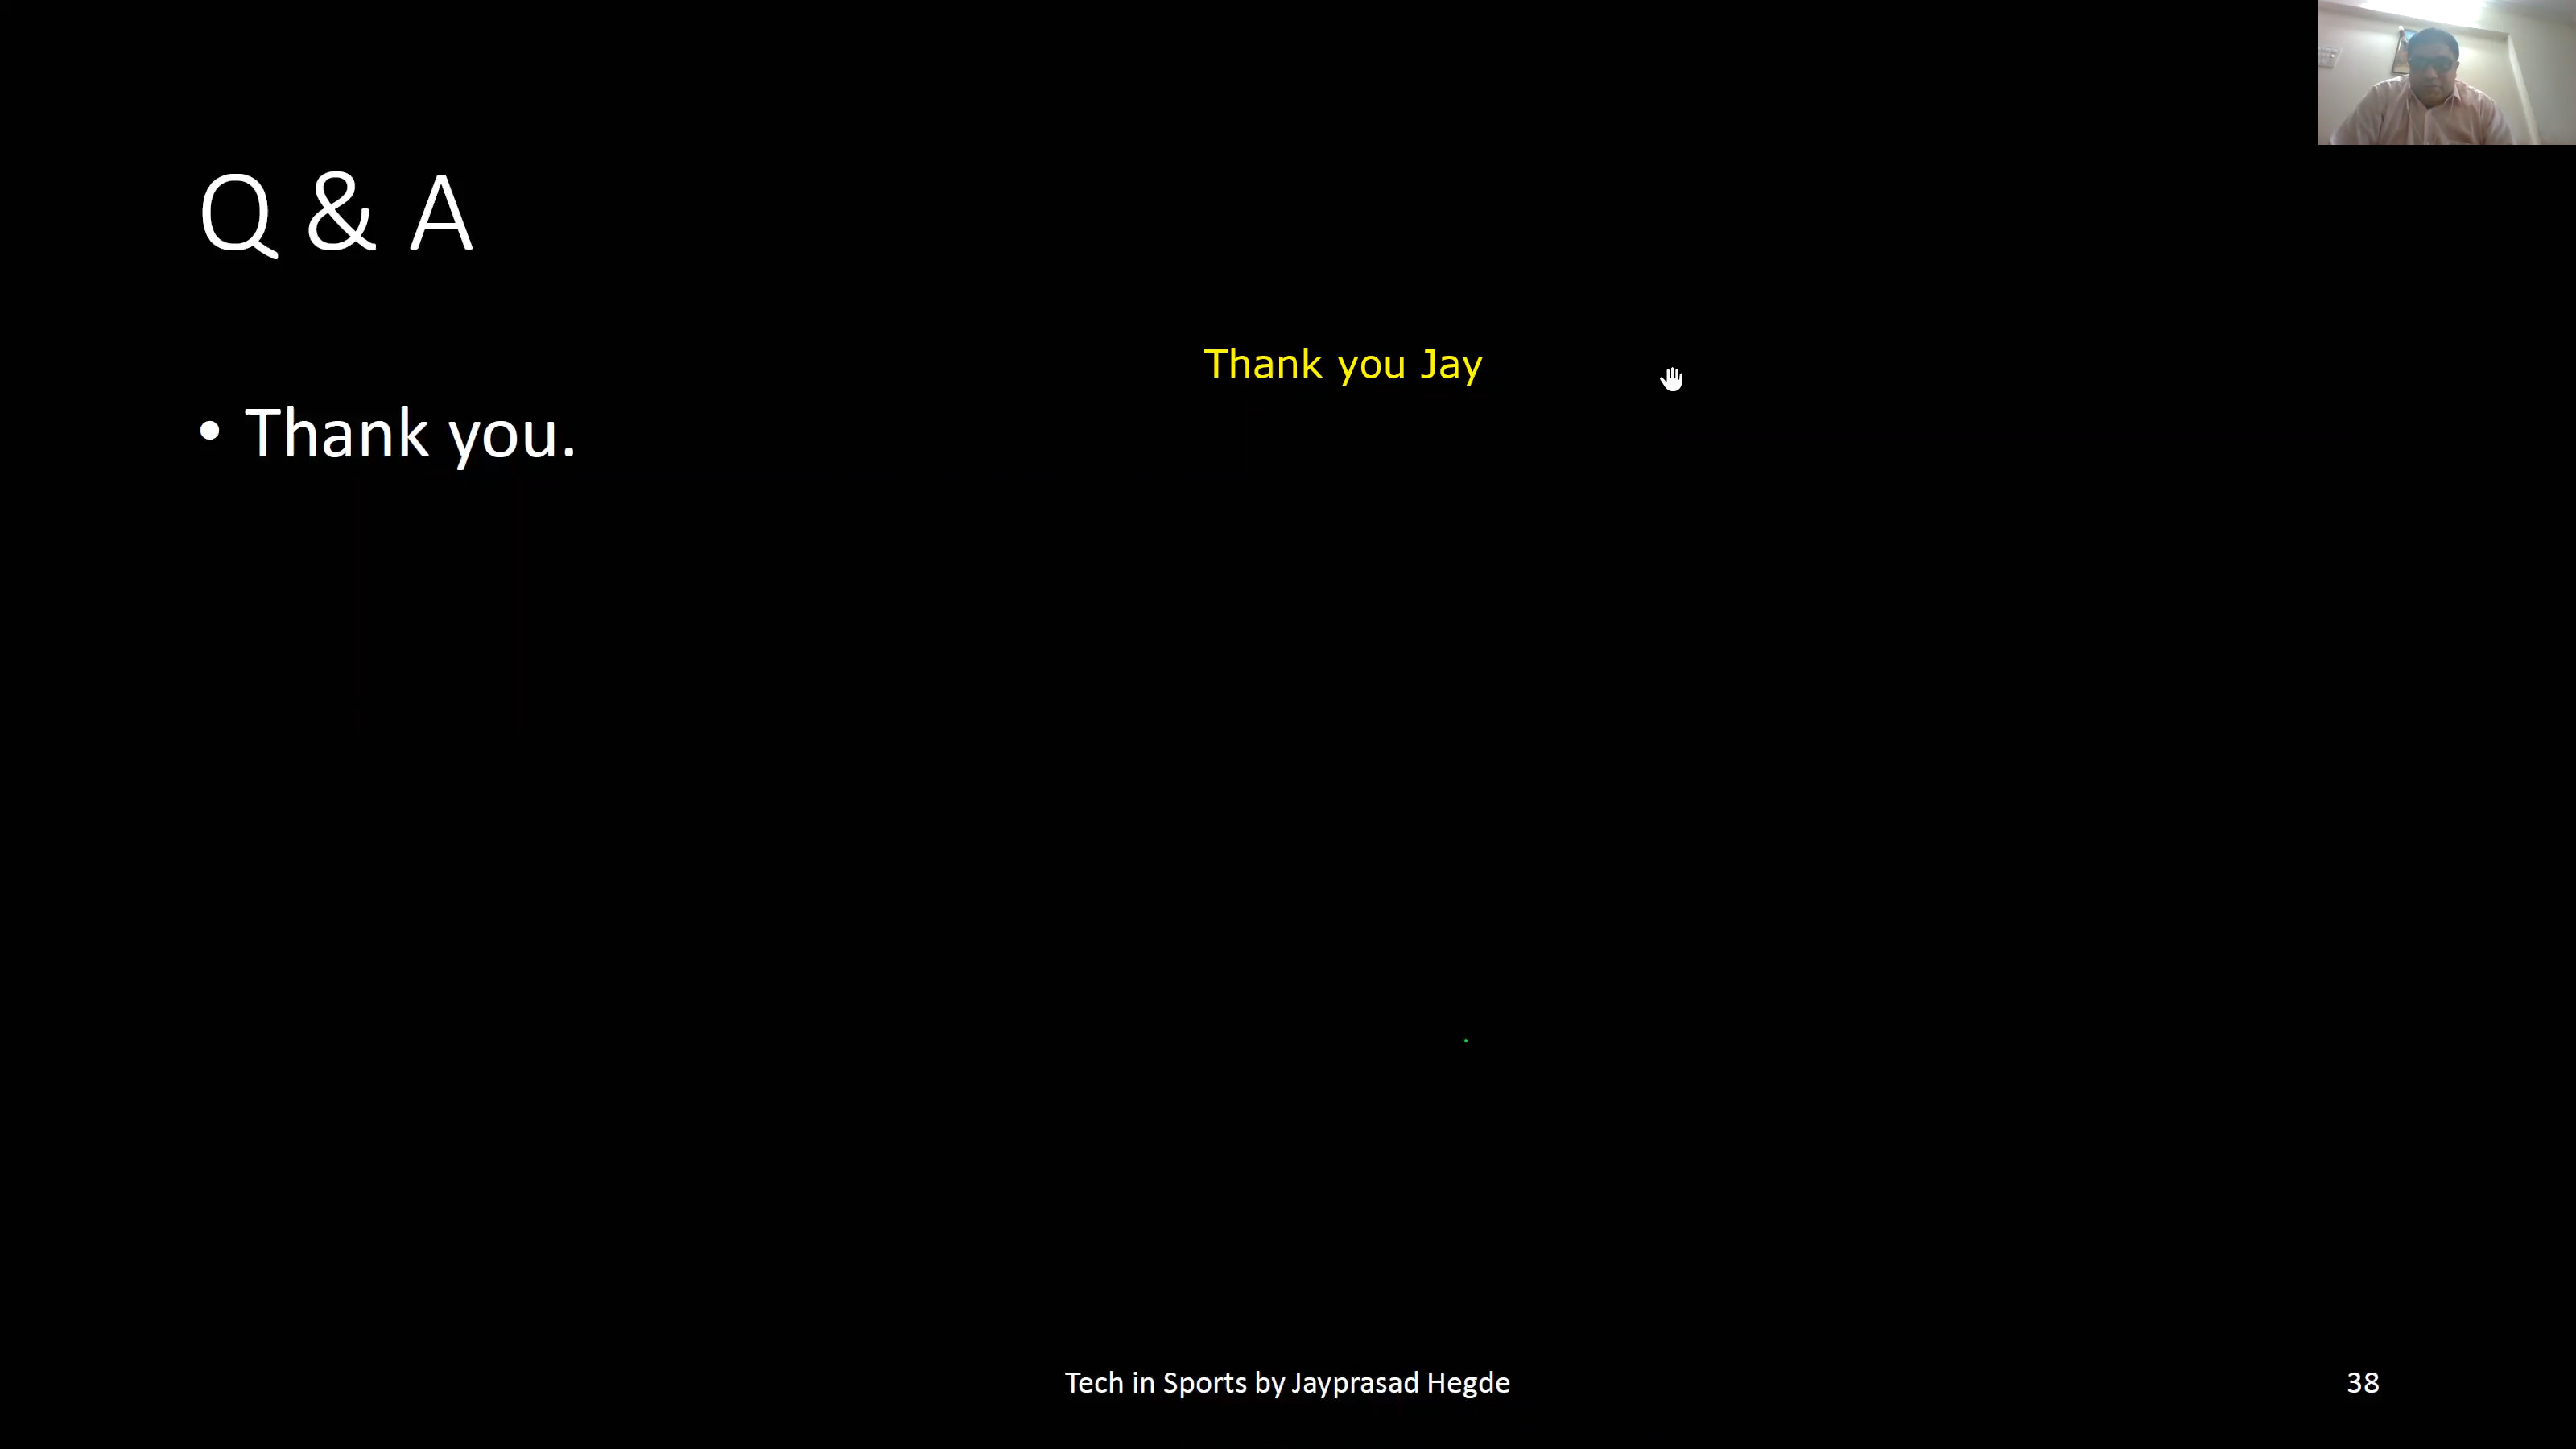 Q & A
Thank you Jay
• Thank you.
Tech in Sports by Jayprasad Hegde
38